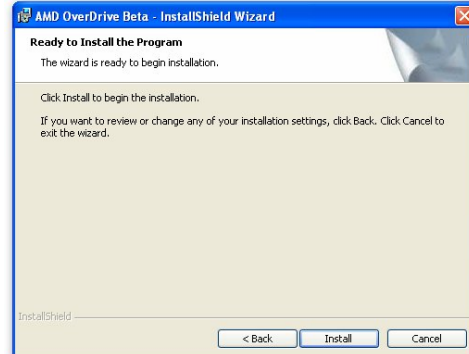 AMD OverDrive Beta - InstallShield Wizard
Ready to Install the Program
The wizard is ready to begin installation.
Click Install to begin the installation.
If you want to review or change any of your installation settings, click Back. Click Cancel to
exit the wizard.
InstallShield
< Back Install Cancel